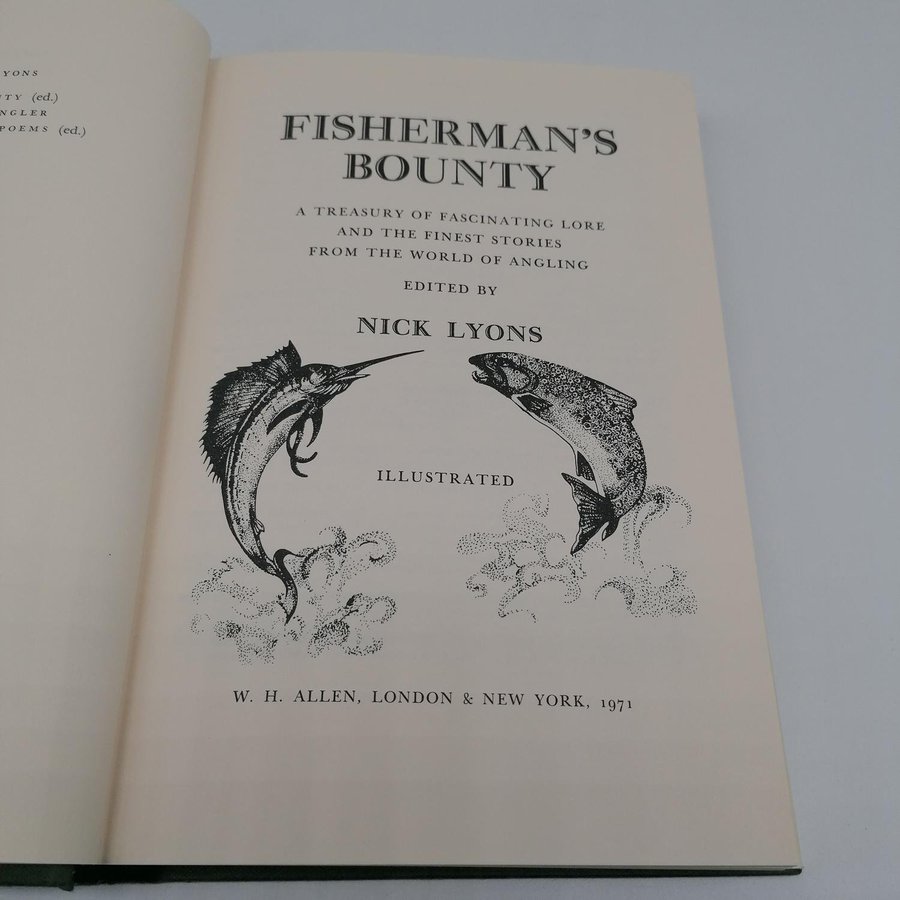 YONS
TY (ed.)
NGLER
POEMS (ed.)
FISHERMAN'S
BOUNTY
A TREASURY OF FASCINATING LORE
AND THE FINEST STORIES
FROM THE WORLD OF ANGLING
EDITED BY
NICK LYONS
ILLUSTRATED
W. H. ALLEN, LONDON & NEW YORK, 1971